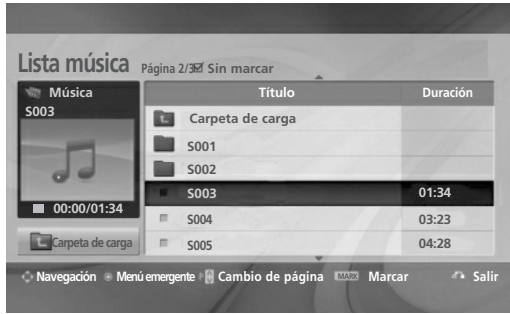 Lista música Página 2/3 Sin marcar
Música
S003
00:00/01:34
Carpeta de carga
Título Duración
Carpeta de carga
S001
S002
S003 01:34
S004 03:23
S005 04:28
Navegación Menú emergente P Cambio de página MARK Marcar Salir